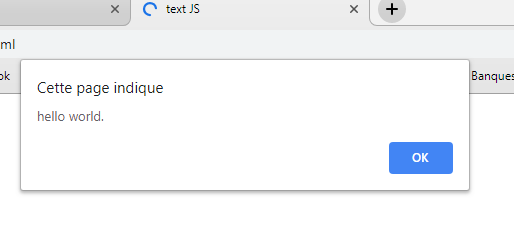 text JS
ml
ok
Banques
Cette page indique
hello world.
OK